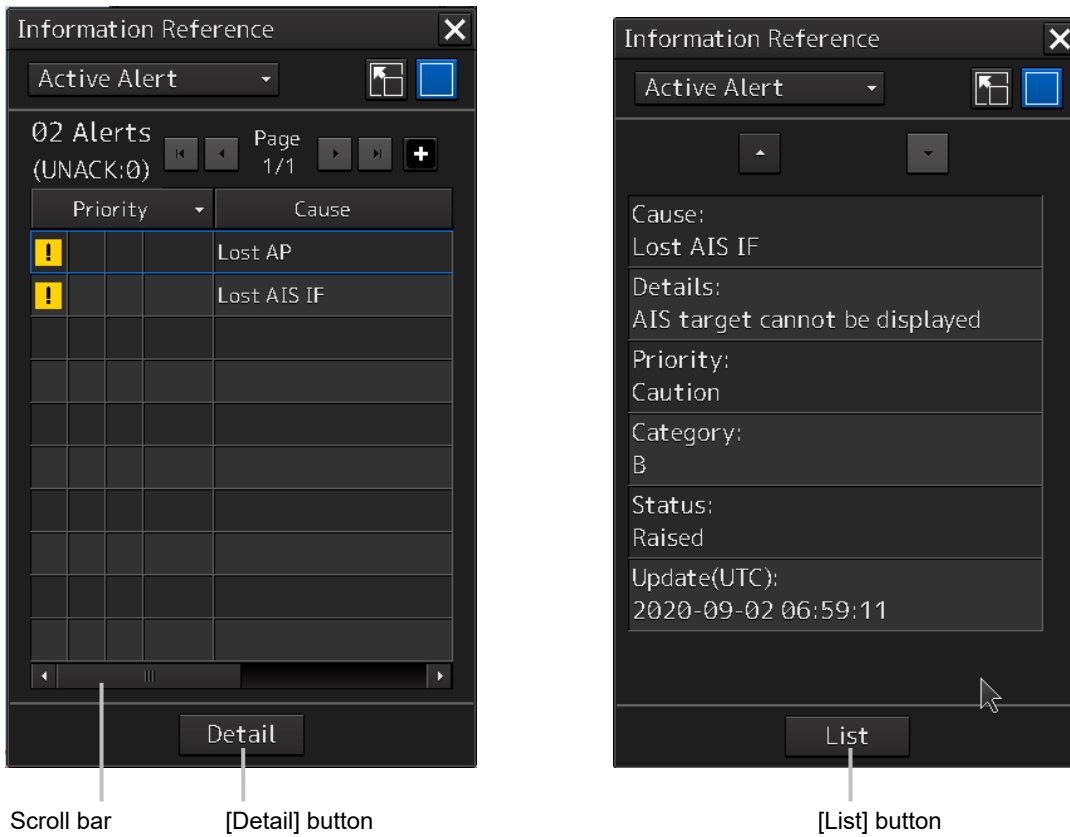 Information Reference
Active Alert
02 Alerts
(UNACK:0)
Page
1/1
Priority
Cause
Lost AP
Lost AIS IF
Detail
Scroll bar
[Detail] button
Information Reference
Active Alert
Cause:
Lost AIS IF
Details:
AIS target cannot be displayed
Priority:
Caution
Category:
B
Status:
Raised
Update(UTC):
2020-09-02 06:59:11
List
[List] button